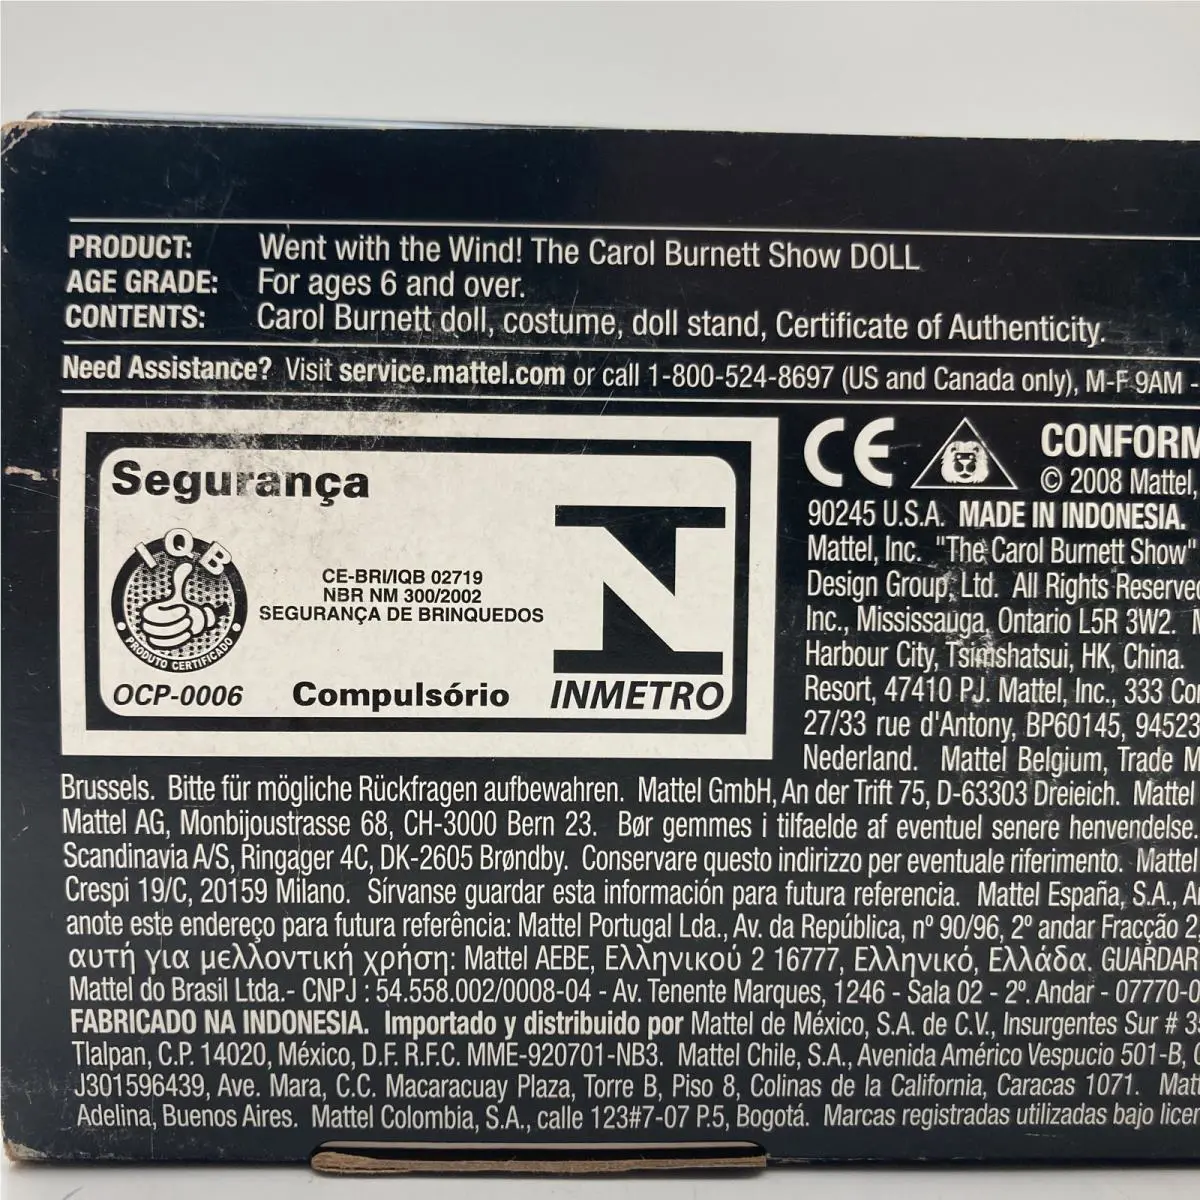 PRODUCT: Went with the Wind! The Carol Burnett Show DOLL
AGE GRADE: For ages 6 and over.
CONTENTS: Carol Burnett doll, costume, doll stand, Certificate of Authenticity.
Need Assistance? Visit service.mattel.com or call 1-800-524-8697 (US and Canada only), M-F 9AM -
Segurança
IQB
PRODUTO CERTIFICADO
OCP-0006
CE-BRI/IQB 02719
NBR NM 300/2002
SEGURANÇA DE BRINQUEDOS
Compulsório
INMETRO
CE CONFORM
© 2008 Mattel,
90245 U.S.A. MADE IN INDONESIA.
Mattel, Inc. "The Carol Burnett Show"
Design Group, Ltd. All Rights Reserved
Inc., Mississauga, Ontario L5R 3W2.
Harbour City, Tsimshatsui, HK, China.
Resort, 47410 PJ. Mattel, Inc., 333 Co
27/33 rue d'Antony, BP60145, 94523
Nederland. Mattel Belgium, Trade M
Brussels. Bitte für mögliche Rückfragen aufbewahren. Mattel GmbH, An der Trift 75, D-63303 Dreieich. Mattel
Mattel AG, Monbijoustrasse 68, CH-3000 Bern 23. Bør gemmes i tilfaelde af eventuel senere henvendelse.
Scandinavia A/S, Ringager 4C, DK-2605 Brøndby. Conservare questo indirizzo per eventuale riferimento. Mattel
Crespi 19/C, 20159 Milano. Sírvanse guardar esta información para futura referencia. Mattel España, S.A., A
anote este endereço para futura referência: Mattel Portugal Lda., Av. da República, nº 90/96, 2º andar Fracção 2,
αυτή για μελλοντική χρήση: Mattel AEBE, Ελληνικού 2 16777, Ελληνικό, Ελλάδα. GUARDAR
Mattel do Brasil Ltda.- CNPJ : 54.558.002/0008-04 - Av. Tenente Marques, 1246 - Sala 02 - 2º. Andar - 07770-0
FABRICADO NA INDONESIA. Importado y distribuido por Mattel de México, S.A. de C.V., Insurgentes Sur # 3
Tlalpan, C.P. 14020, México, D.F. R.F.C. MME-920701-NB3. Mattel Chile, S.A., Avenida Américo Vespucio 501-B,
J301596439, Ave. Mara, C.C. Macaracuay Plaza, Torre B, Piso 8, Colinas de la California, Caracas 1071. Mat
Adelina, Buenos Aires. Mattel Colombia, S.A., calle 123#7-07 P.5, Bogotá. Marcas registradas utilizadas bajo licen